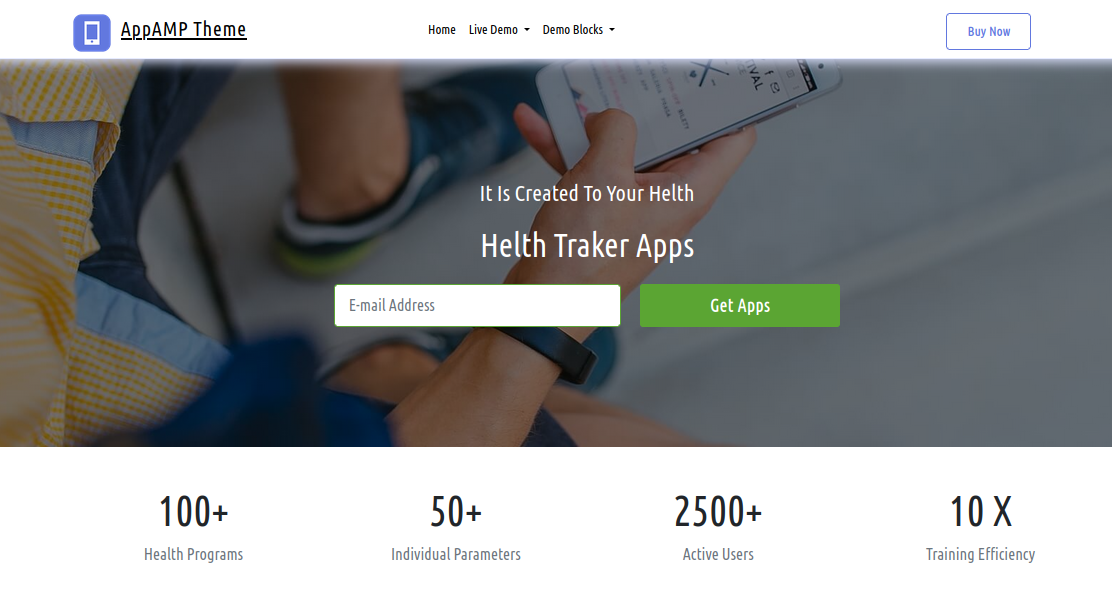 AppAMP Theme
Home Live Demo Demo Blocks
Buy Now
It Is Created To Your Helth
Helth Traker Apps
E-mail Address
Get Apps
100+
50+
2500+
10 X
Health Programs
Individual Parameters
Active Users
Training Efficiency